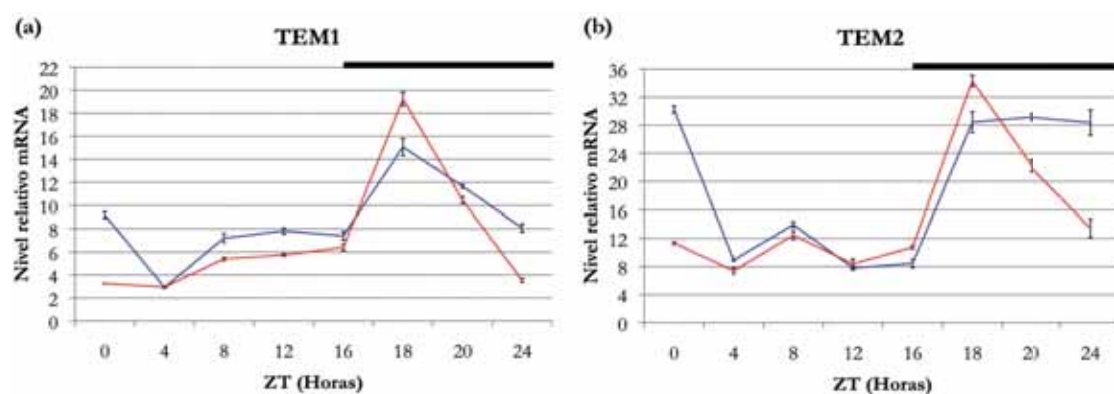 (a)
TEM1
Nivel relativo mRNA
22
20
18
16
14
12
10
8
6
4
2
0
0 4 8 12 16 18 20 24
ZT (Horas)
(b)
TEM2
Nivel relativo mRNA
36
32
28
24
20
16
12
8
4
0
0 4 8 12 16 18 20 24
ZT (Horas)